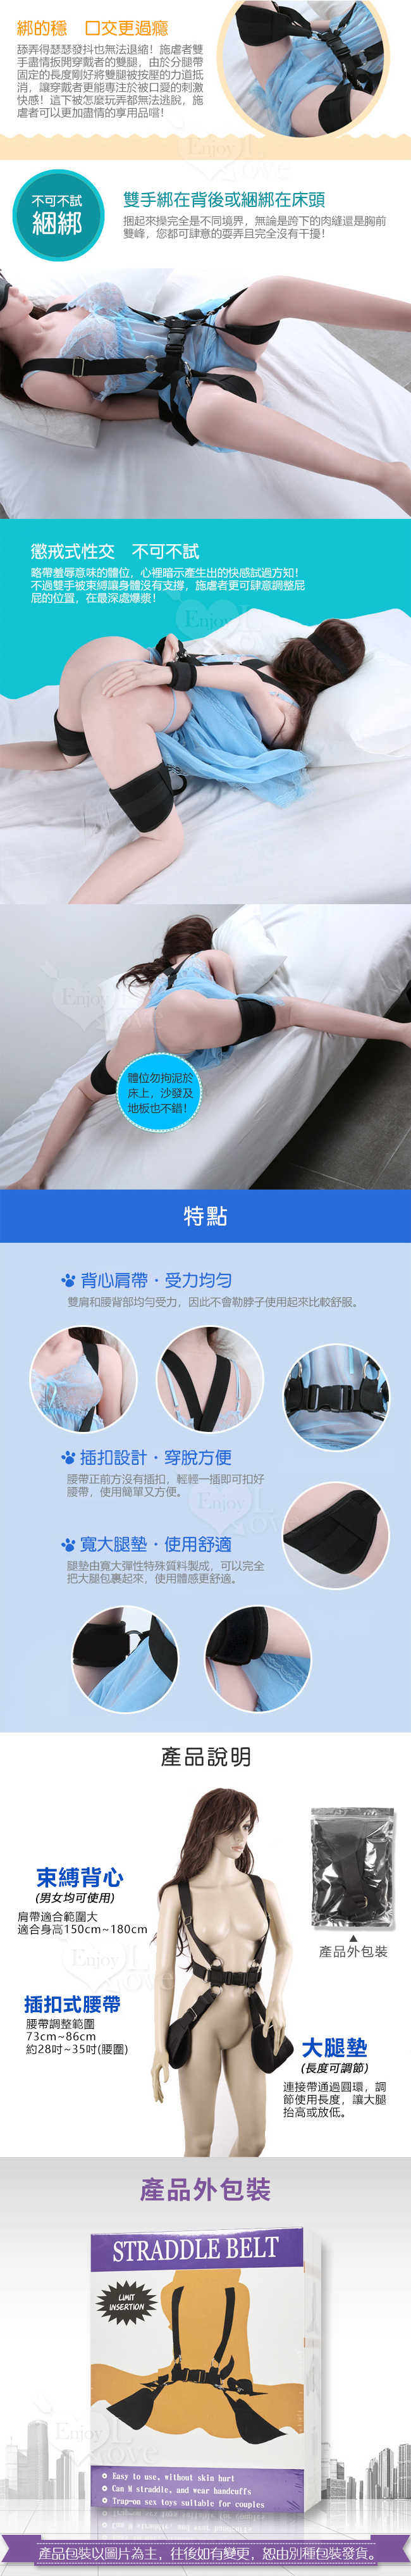 綁的穩 口交更過癮
舔弄得瑟瑟發抖也無法退縮！施虐者雙
手盡情扳開穿戴者的雙腿，由於分腿帶
固定的長度剛好將雙腿被按壓的力道抵
消，讓穿戴者更能專注於被口愛的刺激
快感！這下被怎麼玩弄都無法逃脫，施
虐者可以更加盡情的享用品嚐！
Enjoy Love
不可不試
綑綁
雙手綁在背後或綑綁在床頭
捆起來操完全是不同境界，無論是跨下的肉縫還是胸前
雙峰，您都可肆意的耍弄且完全沒有干擾！
懲戒式性交 不可不試
略帶羞辱意味的體位，心裡暗示產生出的快感試過方知！
不過雙手被束縛讓身體沒有支撐，施虐者更可肆意調整屁
屁的位置，在最深處爆漿！
Enjoy Love
Enjoy Love
體位勿拘泥於
床上，沙發及
地板也不錯！
特點
背心肩帶．受力均勻
雙肩和腰背部均勻受力，因此不會勒脖子使用起來比較舒服。
插扣設計．穿脫方便
腰帶正前方沒有插扣，輕輕一插即可扣好
腰帶，使用簡單又方便。
Enjoy Love
寬大腿墊．使用舒適
腿墊由寬大彈性特殊質料製成，可以完全
把大腿包裹起來，使用體感更舒適。
產品說明
束縛背心
(男女均可使用)
肩帶適合範圍大
適合身高150cm~180cm
產品外包裝
Enjoy Love
插扣式腰帶
腰帶調整範圍
73cm~86cm
約28吋~35吋(腰圍)
大腿墊
(長度可調節)
連接帶通過圓環，調
節使用長度，讓大腿
抬高或放低。
產品外包裝
STRADDLE BELT
LIMIT
INSERTION
Enjoy Love
Easy to use, without skin hurt
Can M straddle, and wear handcuffs
Trap-on sex toys suitable for couples
產品包裝以圖片為主，往後如有變更，恕由別種包裝發貨。